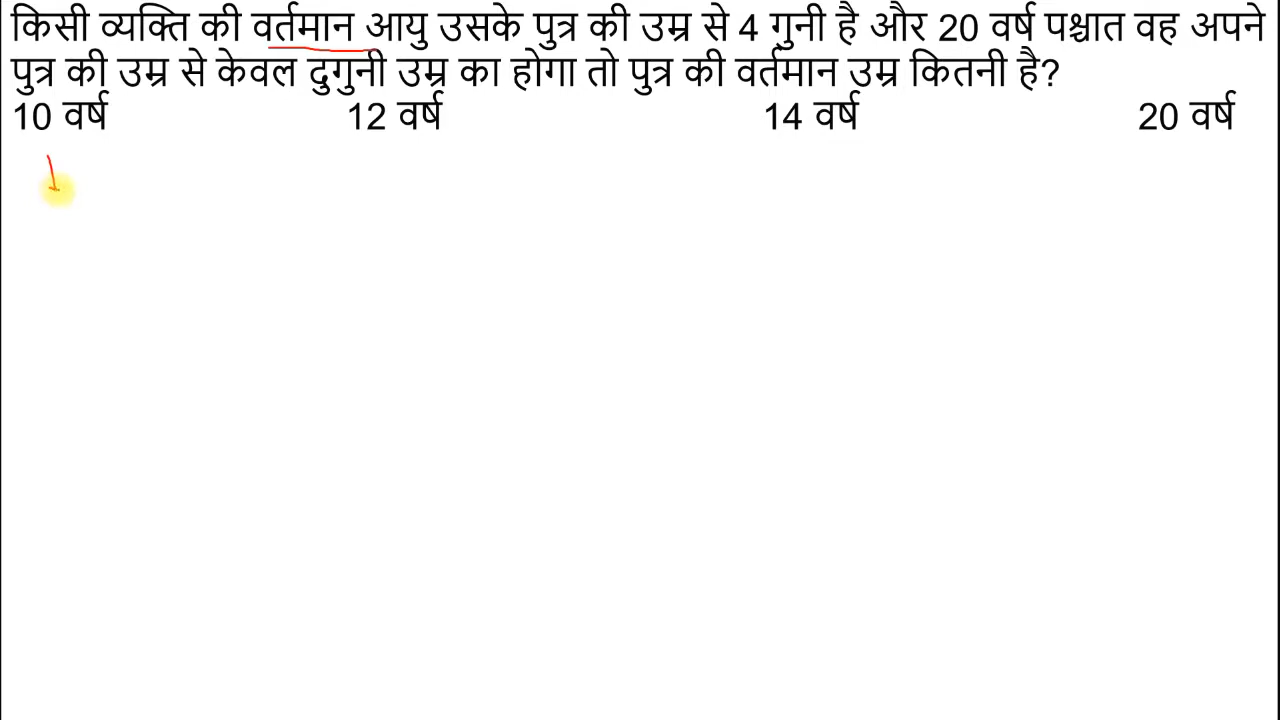 किसी व्यक्ति की वर्तमान आयु उसके पुत्र की उम्र से 4 गुनी है और 20 वर्ष पश्चात वह अपने
पुत्र की उम्र से केवल दुगुनी उम्र का होगा तो पुत्र की वर्तमान उम्र कितनी है?
10 वर्ष 12 वर्ष 14 वर्ष 20 वर्ष